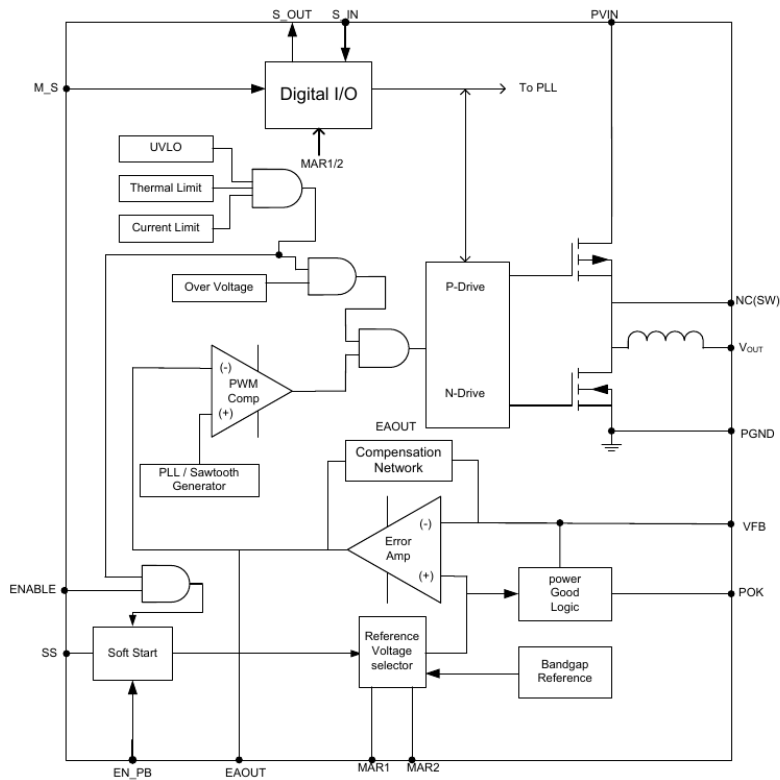 S_OUT
S_IN
PVIN
M_S
Digital I/O
To PLL
MAR1/2
UVLO
Thermal Limit
Current Limit
Over Voltage
P-Drive
NC(SW)
VOUT
(-)
PWM
Comp
(+)
N-Drive
EAOUT
PGND
Compensation
Network
PLL / Sawtooth
Generator
(-)
Error
Amp
(+)
VFB
ENABLE
power
Good
Logic
POK
SS
Soft Start
Reference
Voltage
selector
Bandgap
Reference
EN_PB
EAOUT
MAR1
MAR2